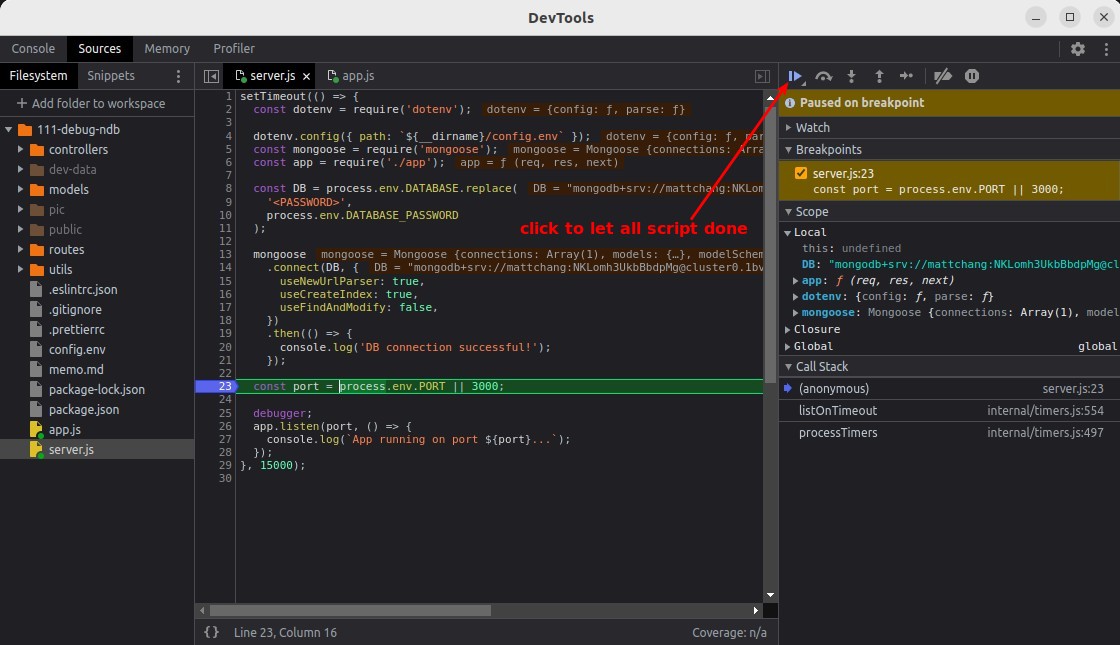 DevTools
Console Sources Memory Profiler
Filesystem Snippets
server.js app.js
+ Add folder to workspace
111-debug-ndb
controllers
dev-data
models
pic
public
routes
utils
.eslintrc.json
.gitignore
.prettierrc
config.env
memo.md
package-lock.json
package.json
app.js
server.js
1 setTimeout(() => {
2 const dotenv = require('dotenv'); dotenv = {config: ƒ, parse: ƒ}
3
4 dotenv.config({ path: `${__dirname}/config.env` }); dotenv = {config: ƒ, par
5 const mongoose = require('mongoose'); mongoose = Mongoose {connections: Arra
6 const app = require('./app'); app = ƒ (req, res, next)
7
8 const DB = process.env.DATABASE.replace( DB = "mongodb+srv://mattchang:NKLom
9 '<PASSWORD>',
10 process.env.DATABASE_PASSWORD
11 );
12
13 mongoose mongoose = Mongoose {connections: Array(1), models: {…}, modelSchem
14 .connect(DB, { DB = "mongodb+srv://mattchang:NKLomh3UkbBbdpMg@cluster0.1bv
15 useNewUrlParser: true,
16 useCreateIndex: true,
17 useFindAndModify: false,
18 })
19 .then(() => {
20 console.log('DB connection successful!');
21 });
22
23 const port = process.env.PORT || 3000;
24
25 debugger;
26 app.listen(port, () => {
27 console.log(`App running on port ${port}...`);
28 });
29 }, 15000);
30
click to let all script done
{} Line 23, Column 16 Coverage: n/a
Paused on breakpoint
Watch
Breakpoints
server.js:23
const port = process.env.PORT || 3000;
Scope
Local
this: undefined
DB: "mongodb+srv://mattchang:NKLomh3UkbBbdpMg@cl
app: ƒ (req, res, next)
dotenv: {config: ƒ, parse: ƒ}
mongoose: Mongoose {connections: Array(1), model
Closure
Global global
Call Stack
(anonymous) server.js:23
listOnTimeout internal/timers.js:554
processTimers internal/timers.js:497